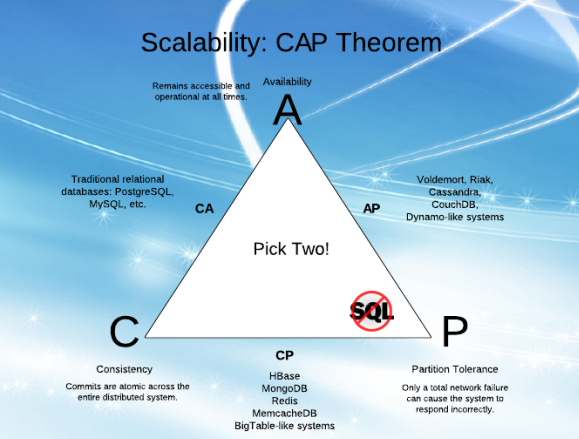 Scalability: CAP Theorem
Availability
Remains accessible and
operational at all times.
A
Traditional relational
databases: PostgreSQL,
MySQL, etc.
CA
AP
Voldemort, Riak,
Cassandra,
CouchDB,
Dynamo-like systems
Pick Two!
SQL
C
P
Consistency
Commits are atomic across the
entire distributed system.
CP
HBase
MongoDB
Redis
MemcacheDB
BigTable-like systems
Partition Tolerance
Only a total network failure
can cause the system to
respond incorrectly.